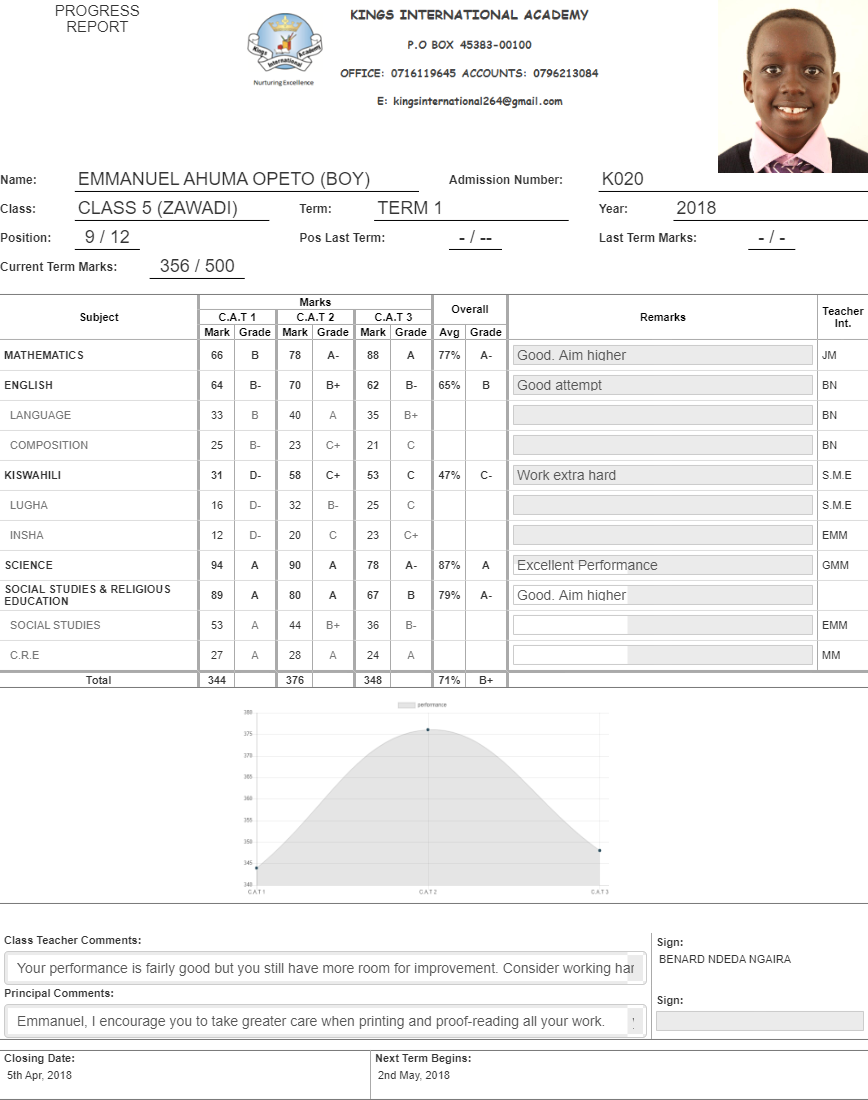 PROGRESS
REPORT
Kings Academy
International
Nurturing Excellence
KINGS INTERNATIONAL ACADEMY
P.O BOX 45383-00100
OFFICE: 0716119645 ACCOUNTS: 0796213084
E: kingsinternational264@gmail.com
Name: EMMANUEL AHUMA OPETO (BOY) Admission Number: K020
Class: CLASS 5 (ZAWADI) Term: TERM 1 Year: 2018
Position: 9 / 12 Pos Last Term: - / -- Last Term Marks: - / -
Current Term Marks: 356 / 500
Subject Marks Overall Remarks Teacher Int.
C.A.T 1 C.A.T 2 C.A.T 3
Mark Grade Mark Grade Mark Grade Avg Grade
MATHEMATICS 66 B 78 A- 88 A 77% A- Good. Aim higher JM
ENGLISH 64 B- 70 B+ 62 B- 65% B Good attempt BN
LANGUAGE 33 B 40 A 35 B+ BN
COMPOSITION 25 B- 23 C+ 21 C BN
KISWAHILI 31 D- 58 C+ 53 C 47% C- Work extra hard S.M.E
LUGHA 16 D- 32 B- 25 C S.M.E
INSHA 12 D- 20 C 23 C+ EMM
SCIENCE 94 A 90 A 78 A- 87% A Excellent Performance GMM
SOCIAL STUDIES & RELIGIOUS
EDUCATION 89 A 80 A 67 B 79% A- Good. Aim higher
SOCIAL STUDIES 53 A 44 B+ 36 B- EMM
C.R.E 27 A 28 A 24 A MM
Total 344 376 348 71% B+
performance
380
375
370
365
360
355
350
345
340
C.A.T 1 C.A.T 2 C.A.T 3
Class Teacher Comments:
Your performance is fairly good but you still have more room for improvement. Consider working har
Sign:
BENARD NDEDA NGAIRA
Principal Comments:
Emmanuel, I encourage you to take greater care when printing and proof-reading all your work.
Sign:
Closing Date: Next Term Begins:
5th Apr, 2018 2nd May, 2018